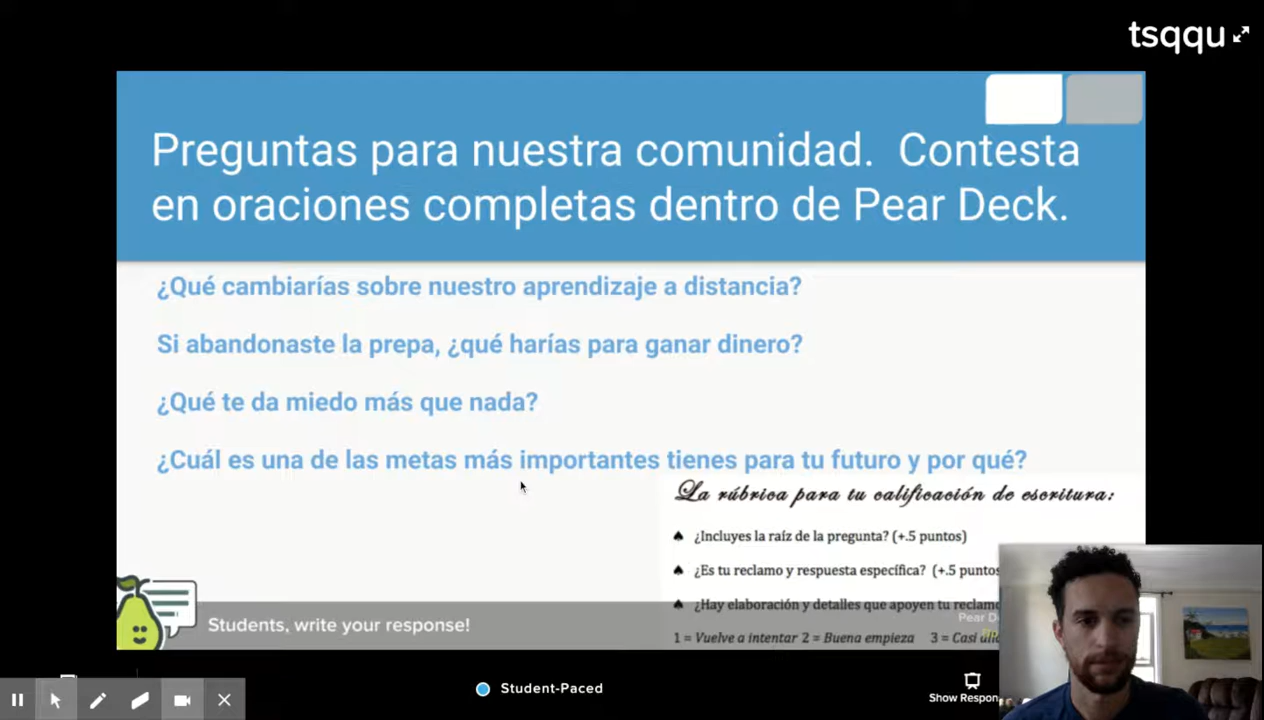 tsqqu
Preguntas para nuestra comunidad. Contesta
en oraciones completas dentro de Pear Deck.
¿Qué cambiarías sobre nuestro aprendizaje a distancia?
Si abandonaste la prepa, ¿qué harías para ganar dinero?
¿Qué te da miedo más que nada?
¿Cuál es una de las metas más importantes tienes para tu futuro y por qué?
La rúbrica para tu calificación de escritura:
¿Incluyes la raíz de la pregunta? (+.5 puntos)
¿Es tu reclamo y respuesta específica? (+.5 puntos
¿Hay elaboración y detalles que apoyen tu reclamo
1 = Vuelve a intentar 2 = Buena empieza 3 = Casi
Students, write your response!
Pear D
Student-Paced
Show Respon